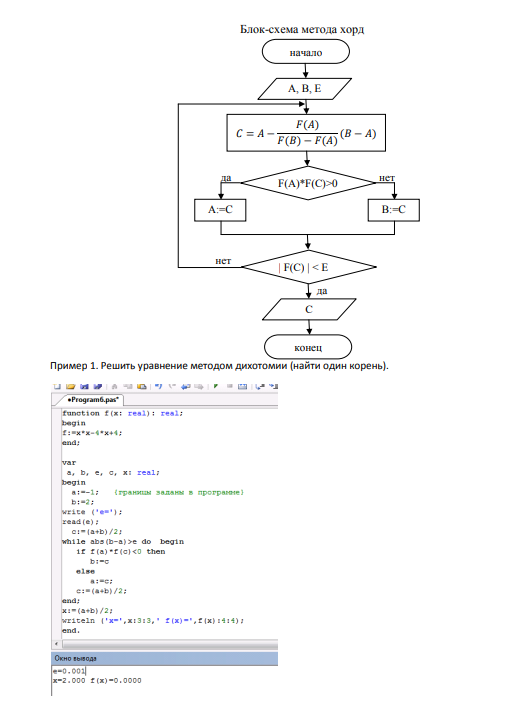 Блок-схема метода хорд
начало
A, B, E
C = A − F(A) / (F(B) − F(A)) (B − A)
да
F(A)*F(C)>0
нет
A:=C
B:=C
нет
| F(C) | < E
да
C
конец
Пример 1. Решить уравнение методом дихотомии (найти один корень).
•Program6.pas*
function f(x: real): real;
begin
f:=x*x-4*x+4;
end;
var
a, b, e, c, x: real;
begin
a:=-1; {границы заданы в программе}
b:=2;
write ('e=');
read(e);
c:=(a+b)/2;
while abs(b-a)>e do begin
if f(a)*f(c)<0 then
b:=c
else
a:=c;
c:=(a+b)/2;
end;
x:=(a+b)/2;
writeln ('x=',x:3:3,' f(x)=',f(x):4:4);
end.
Окно вывода
e=0.001
x=2.000 f(x)=0.0000